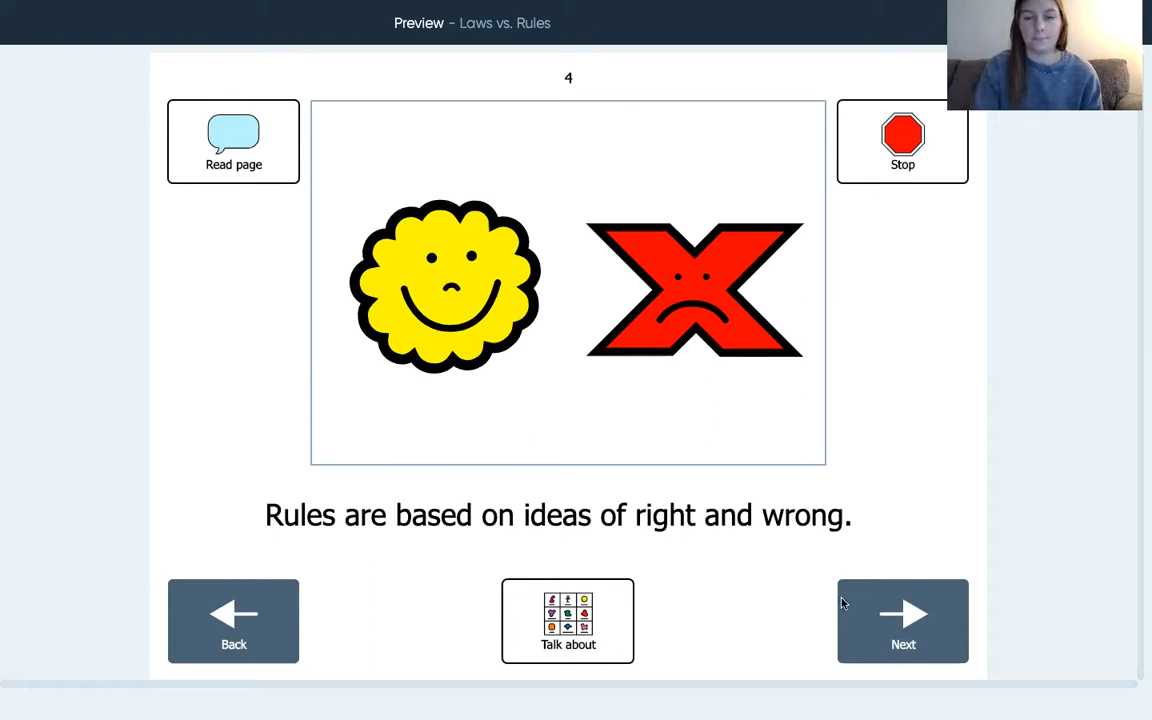 Preview - Laws vs. Rules
4
Read page
Stop
Rules are based on ideas of right and wrong.
Back
Talk about
Next